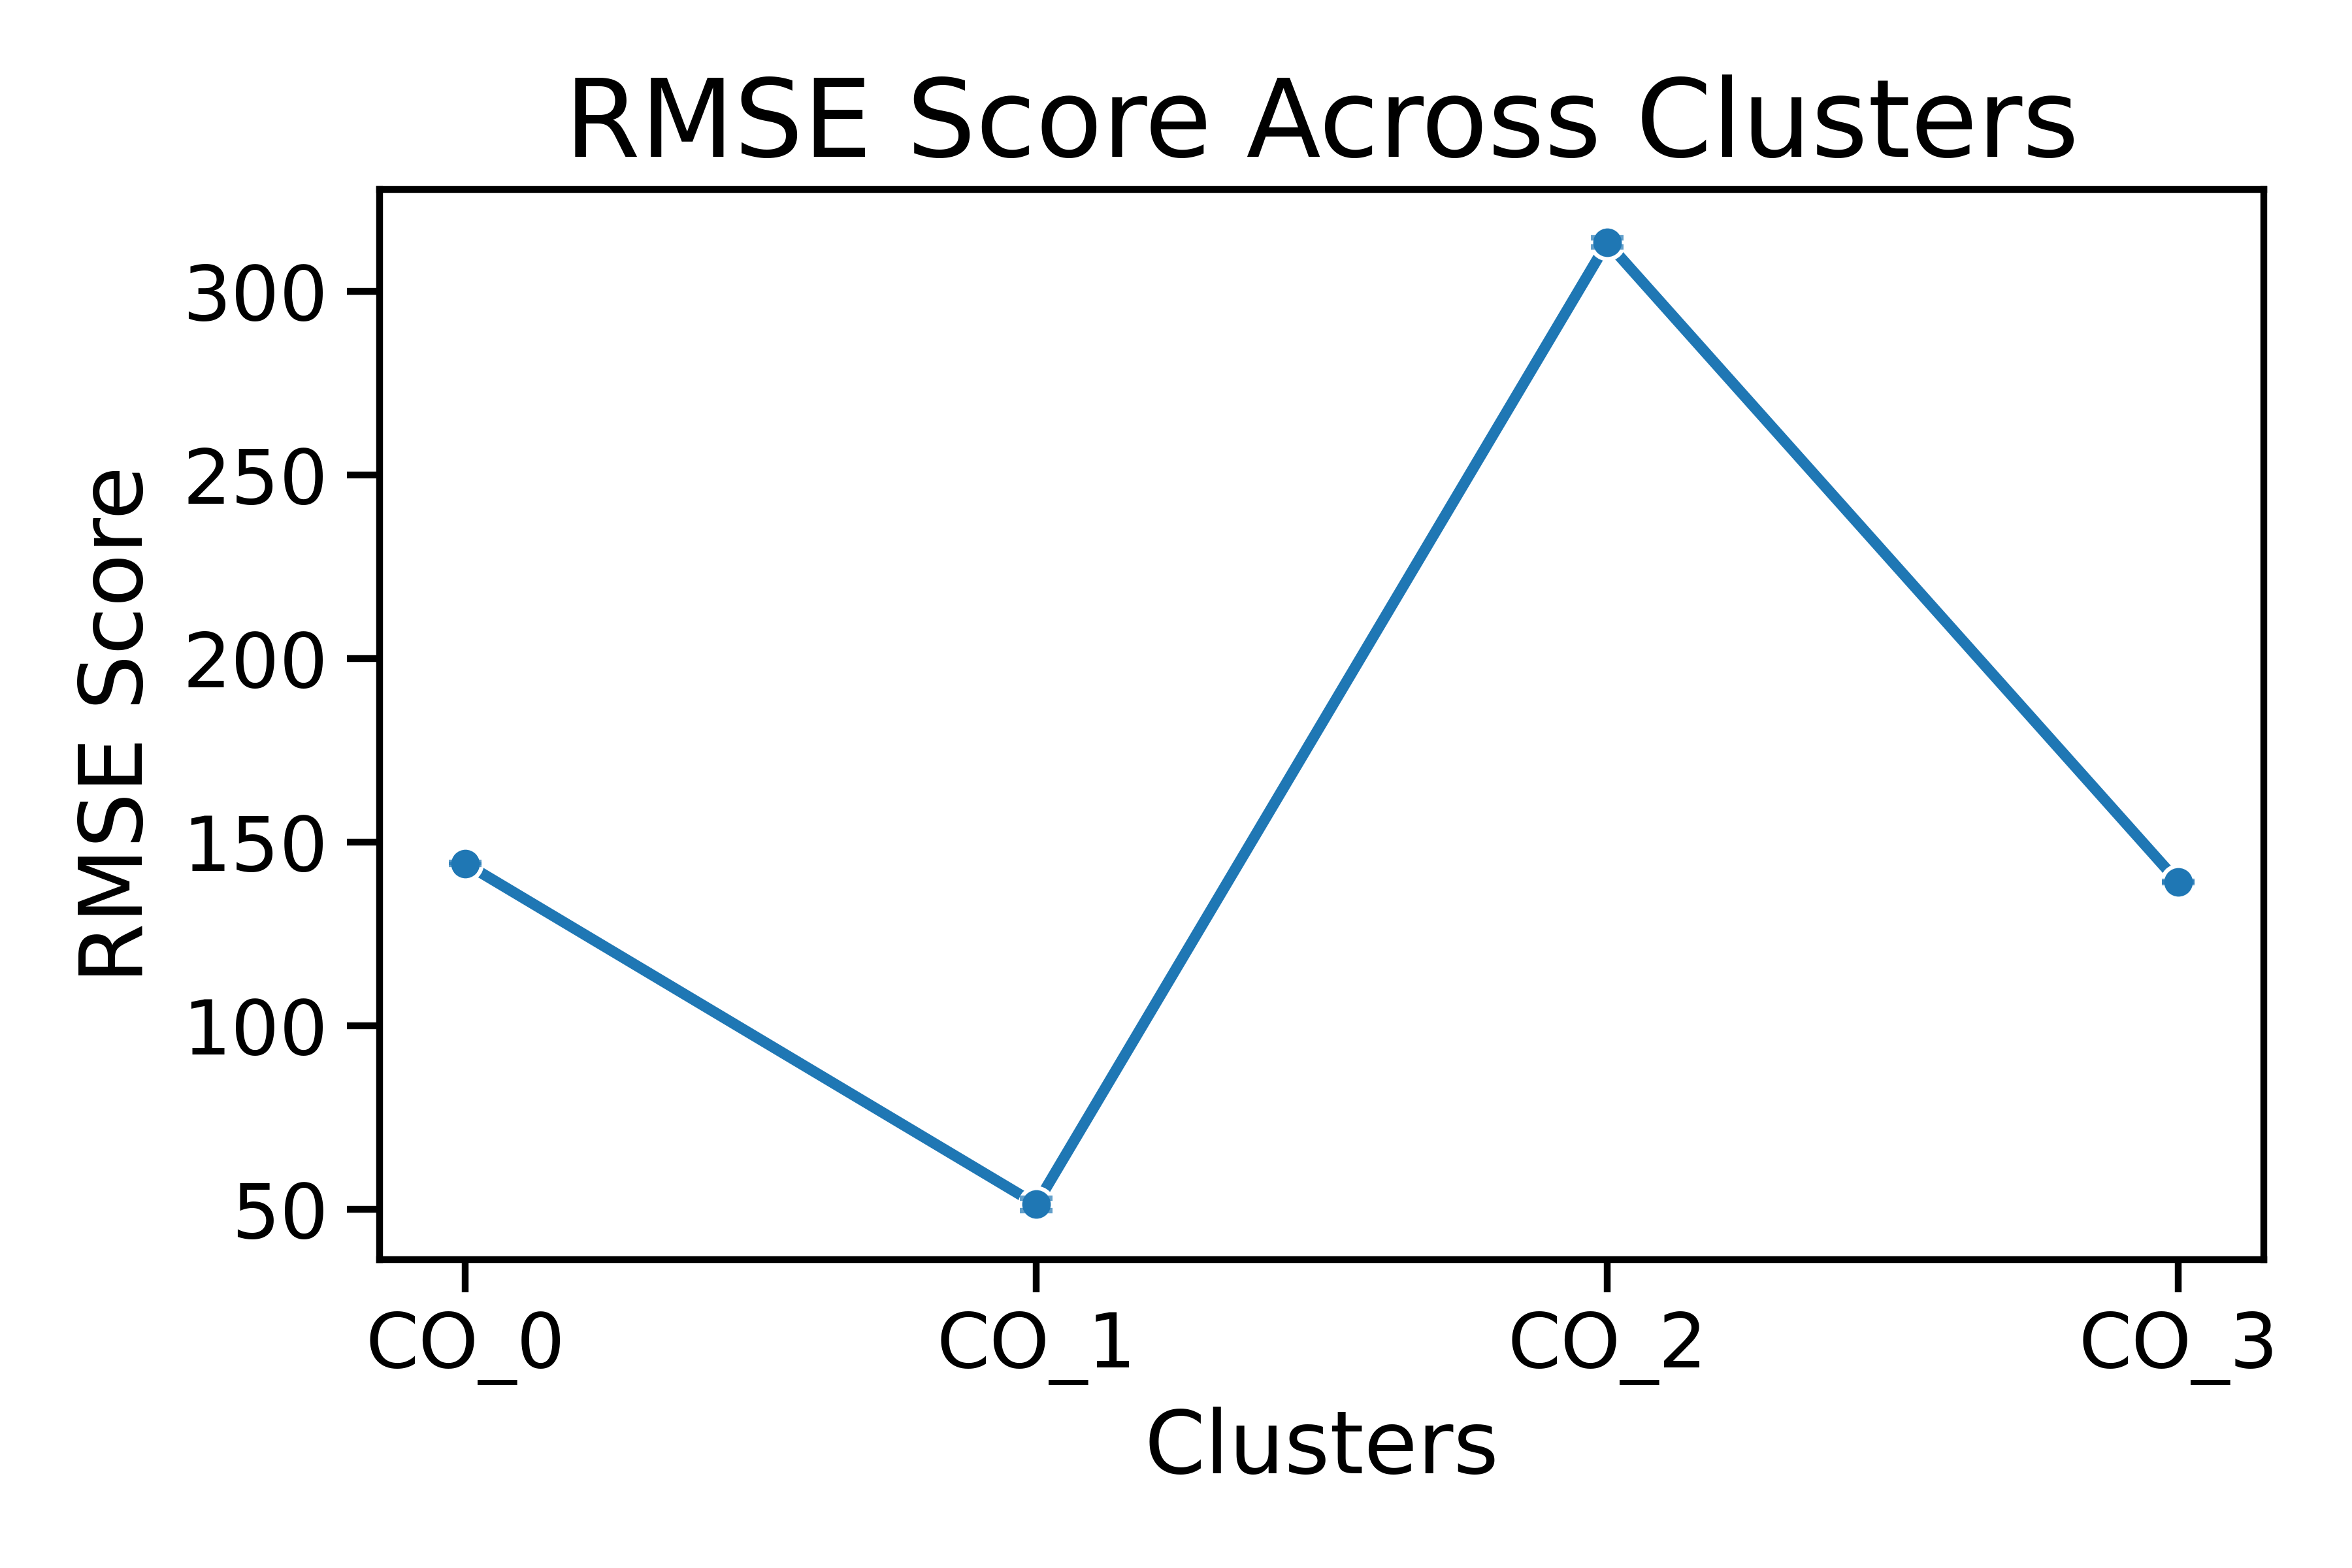 RMSE Score Across Clusters
RMSE Score
300
250
200
150
100
50
CO_0
CO_1
CO_2
CO_3
Clusters